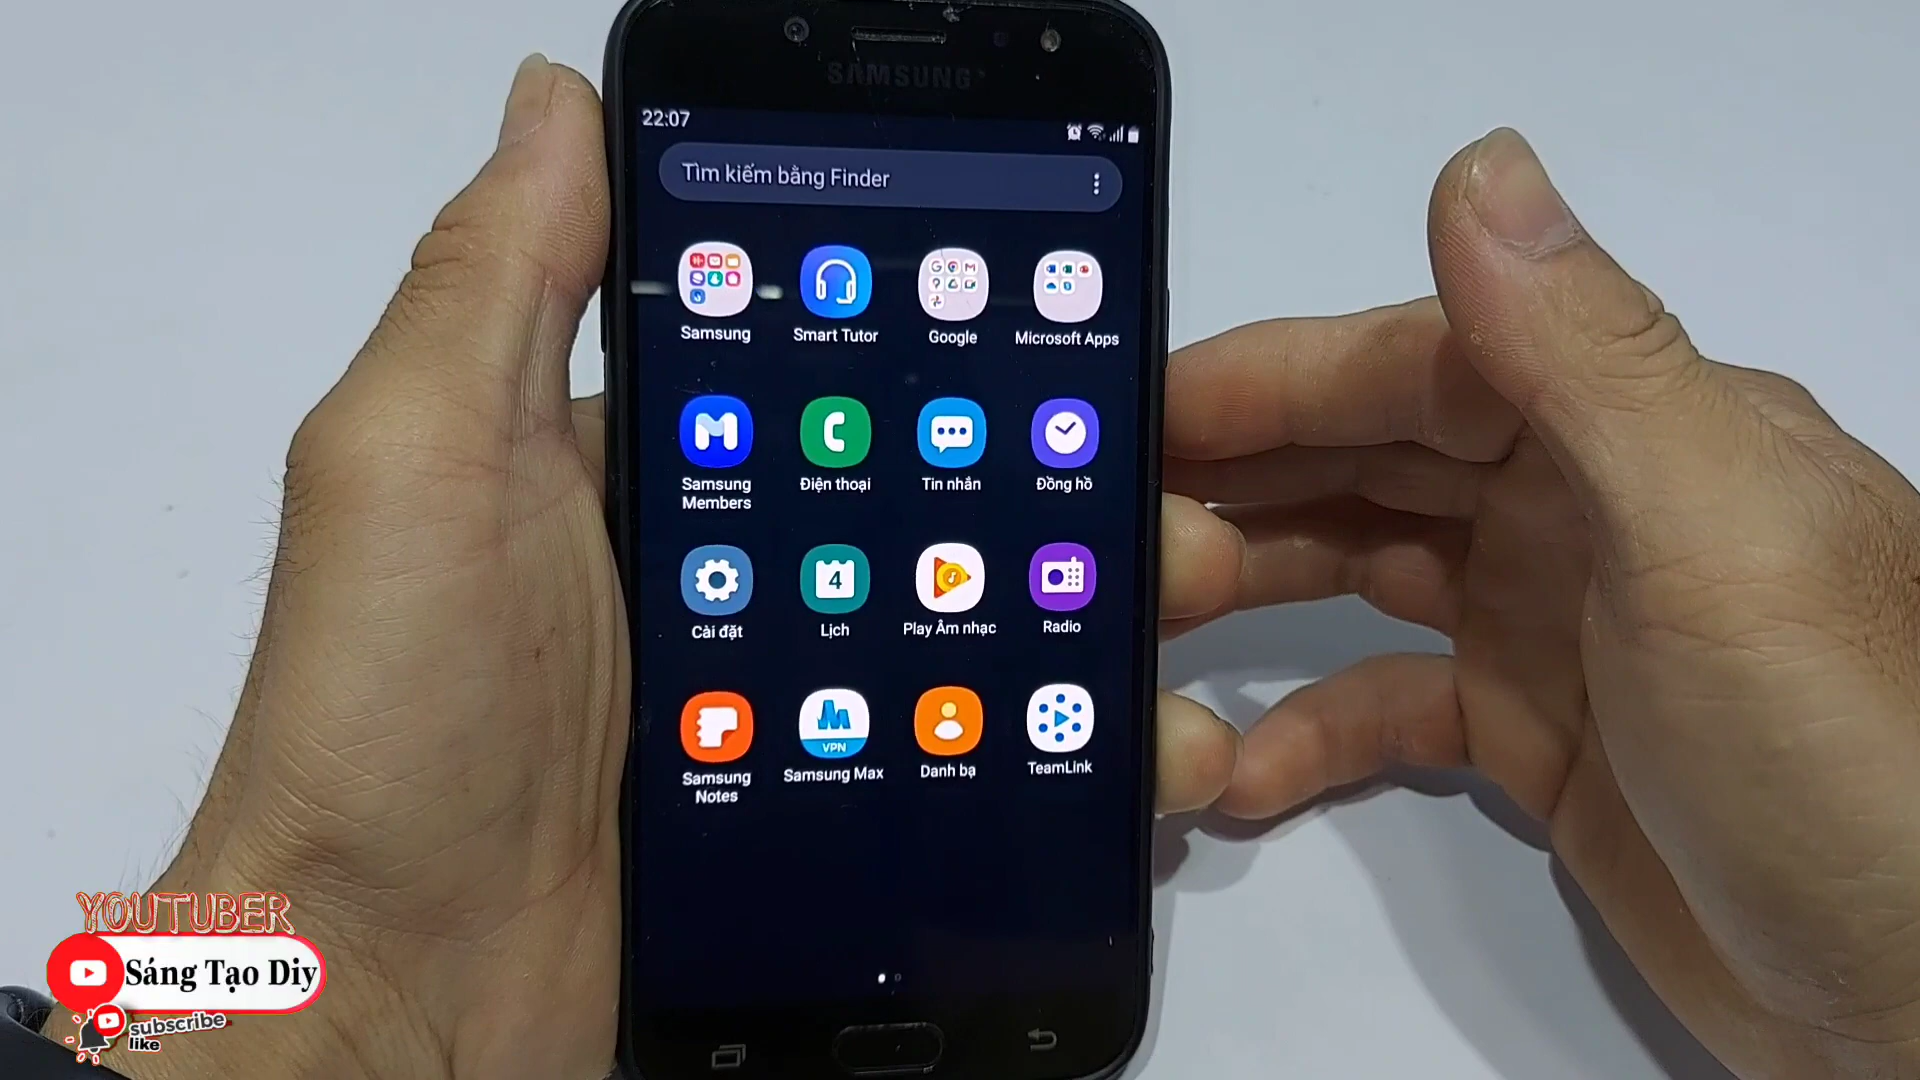 SAMSUNG
22:07
Tìm kiếm bằng Finder
Samsung
Smart Tutor
Google
Microsoft Apps
Samsung
Members
Điện thoại
Tin nhắn
Đồng hồ
4
Cài đặt
Lịch
Play Âm nhạc
Radio
VPN
Samsung
Notes
Samsung Max
Danh bạ
TeamLink
YOUTUBER
Sáng Tạo Diy
subscribe
like